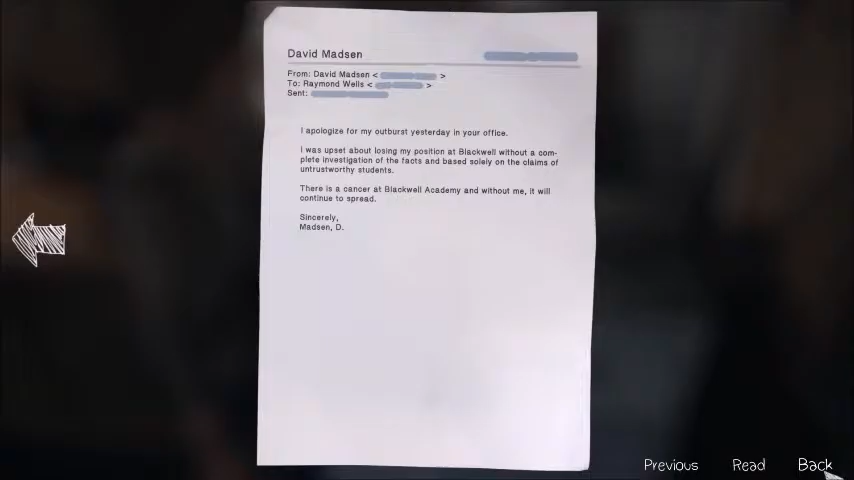 David Madsen
From: David Madsen < >
To: Raymond Wells < >
Sent:
I apologize for my outburst yesterday in your office.
I was upset about losing my position at Blackwell without a com-
plete investigation of the facts and based solely on the claims of
untrustworthy students.
There is a cancer at Blackwell Academy and without me, it will
continue to spread.
Sincerely,
Madsen, D.
Previous Read Back